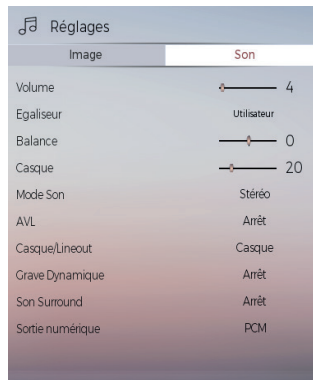 Réglages
Image Son
Volume 4
Egaliseur Utilisateur
Balance 0
Casque 20
Mode Son Stéréo
AVL Arrêt
Casque/Lineout Casque
Grave Dynamique Arrêt
Son Surround Arrêt
Sortie numérique PCM